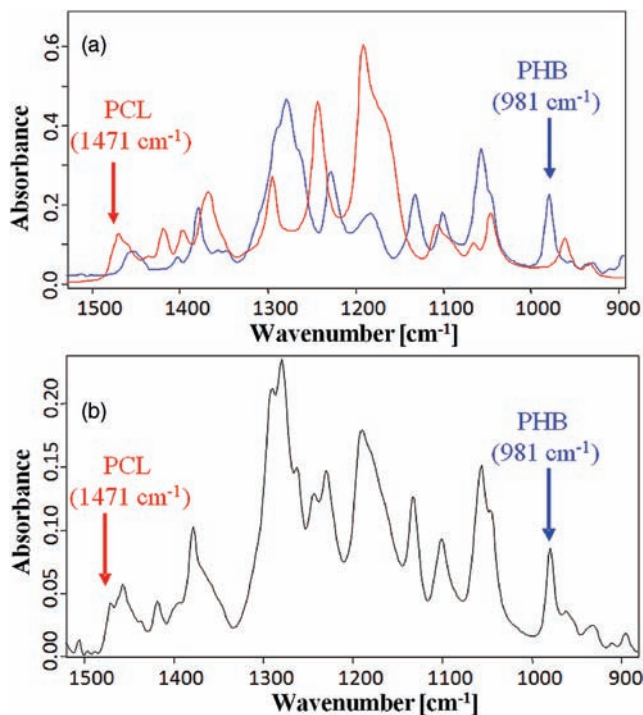 (a)
0.6
0.4
0.2
0.0
Absorbance
PCL
(1471 cm⁻¹)
PHB
(981 cm⁻¹)
1500 1400 1300 1200 1100 1000 900
Wavenumber [cm⁻¹]
(b)
0.20
0.15
0.10
0.05
0.00
Absorbance
PCL
(1471 cm⁻¹)
PHB
(981 cm⁻¹)
1500 1400 1300 1200 1100 1000 900
Wavenumber [cm⁻¹]